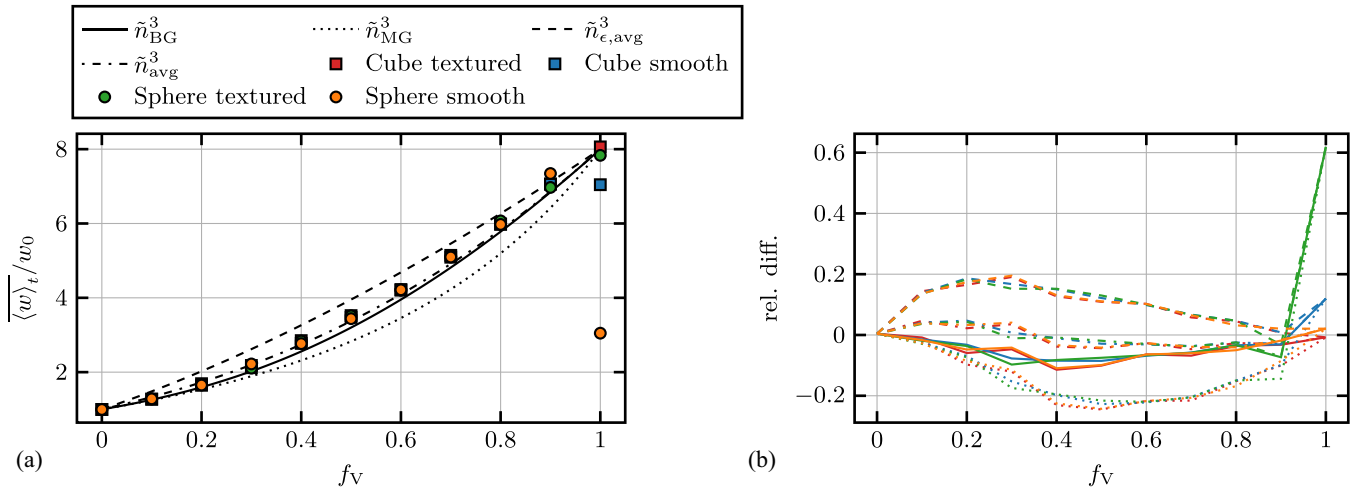 ñ³_BG ñ³_MG ñ³_ϵ,avg
ñ³_avg Cube textured Cube smooth
Sphere textured Sphere smooth
8
6
4
2
0 0.2 0.4 0.6 0.8 1
f_V
⟨w⟩_t/w_0
(a)
0.6
0.4
0.2
0
−0.2
0 0.2 0.4 0.6 0.8 1
f_V
rel. diff.
(b)